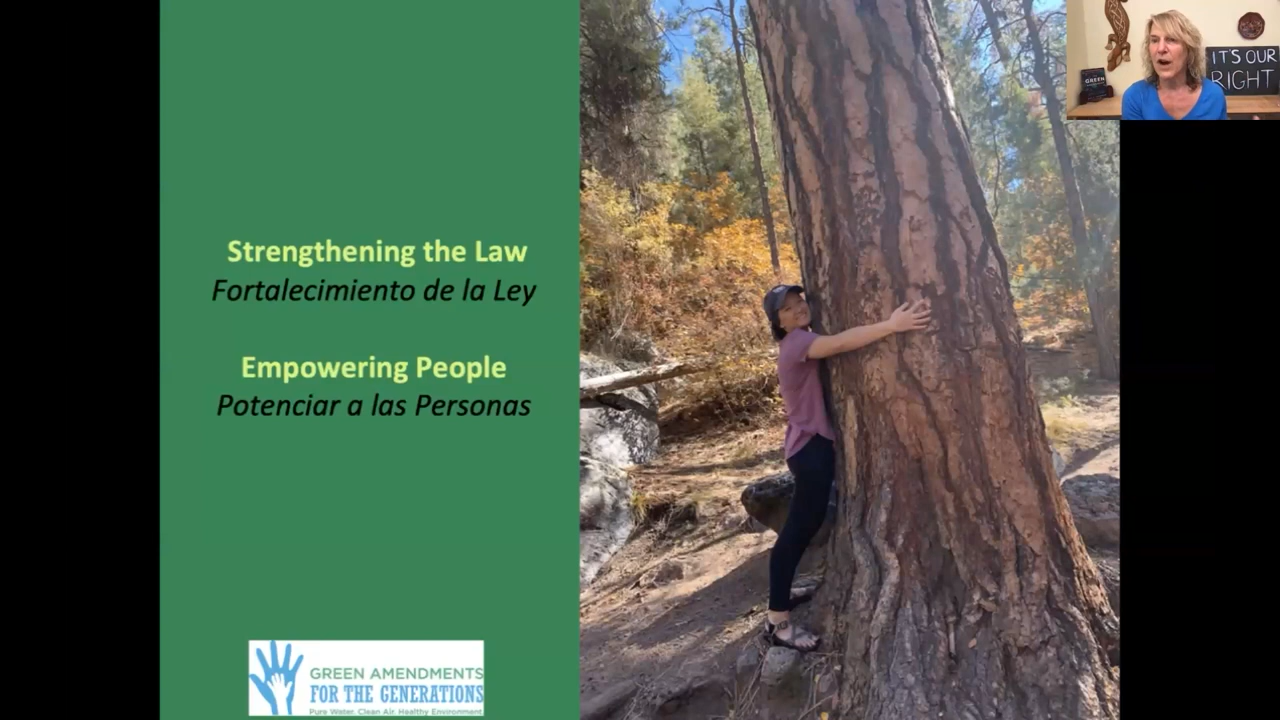 Strengthening the Law
Fortalecimiento de la Ley
Empowering People
Potenciar a las Personas
GREEN AMENDMENTS
FOR THE GENERATIONS
Pure Water. Clean Air. Healthy Environment.
GREEN
IT'S OUR
RIGHT